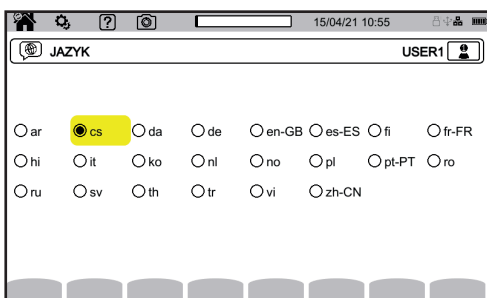 ? 15/04/21 10:55
JAZYK USER1
ar cs da de en-GB es-ES fi fr-FR
hi it ko nl no pl pt-PT ro
ru sv th tr vi zh-CN